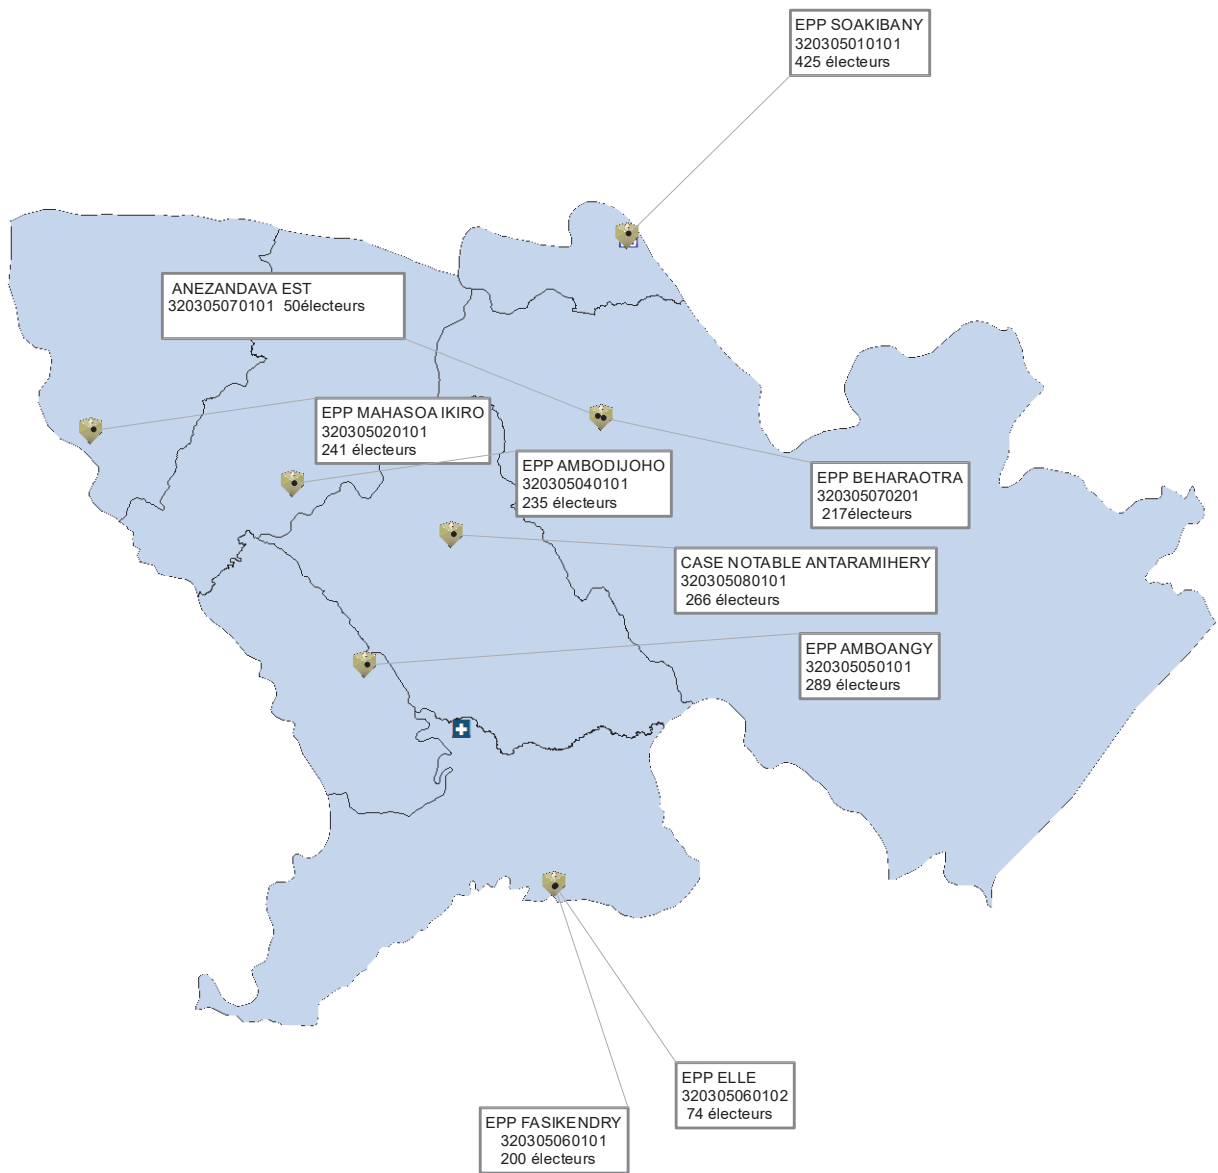 EPP SOAKIBANY
320305010101
425 électeurs
ANEZANDAVA EST
320305070101 50électeurs
EPP MAHASOA IKIRO
320305020101
241 électeurs
EPP AMBODIJOHO
320305040101
235 électeurs
EPP BEHARAOTRA
320305070201
217électeurs
CASE NOTABLE ANTARAMIHERY
320305080101
266 électeurs
EPP AMBOANGY
320305050101
289 électeurs
EPP ELLE
320305060102
74 électeurs
EPP FASIKENDRY
320305060101
200 électeurs